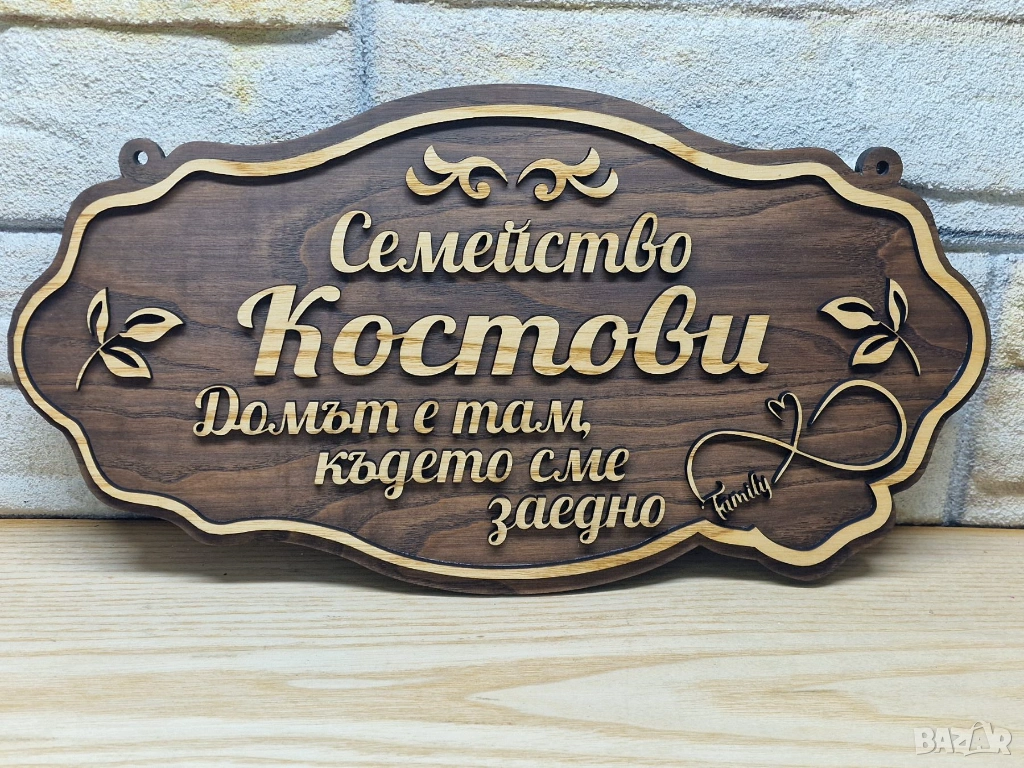 Семейство
Костови
Домът е там,
където сме
заедно
Family
BAZAR